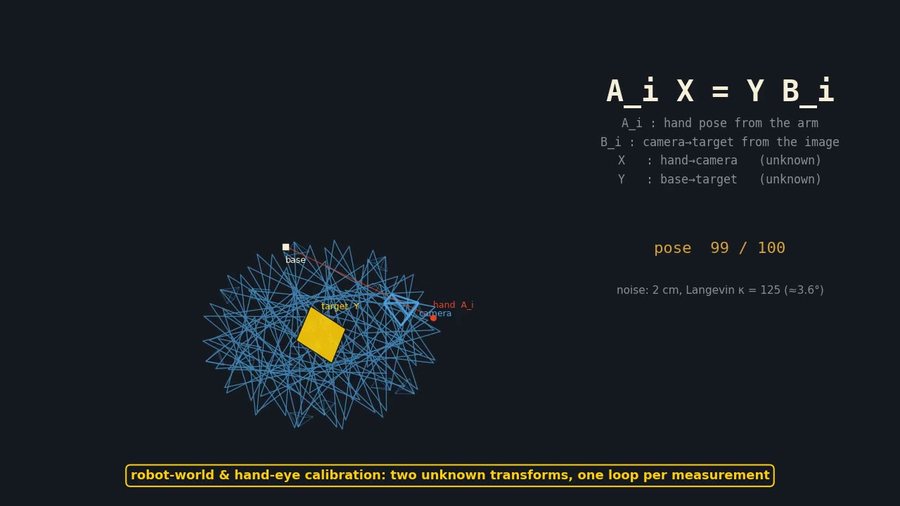 A_i X = Y B_i
A_i : hand pose from the arm
B_i : camera→target from the image
X : hand→camera (unknown)
Y : base→target (unknown)
base
pose 99 / 100
noise: 2 cm, Langevin κ = 125 (≈3.6°)
target Y
hand A_i
camera
robot-world & hand-eye calibration: two unknown transforms, one loop per measurement